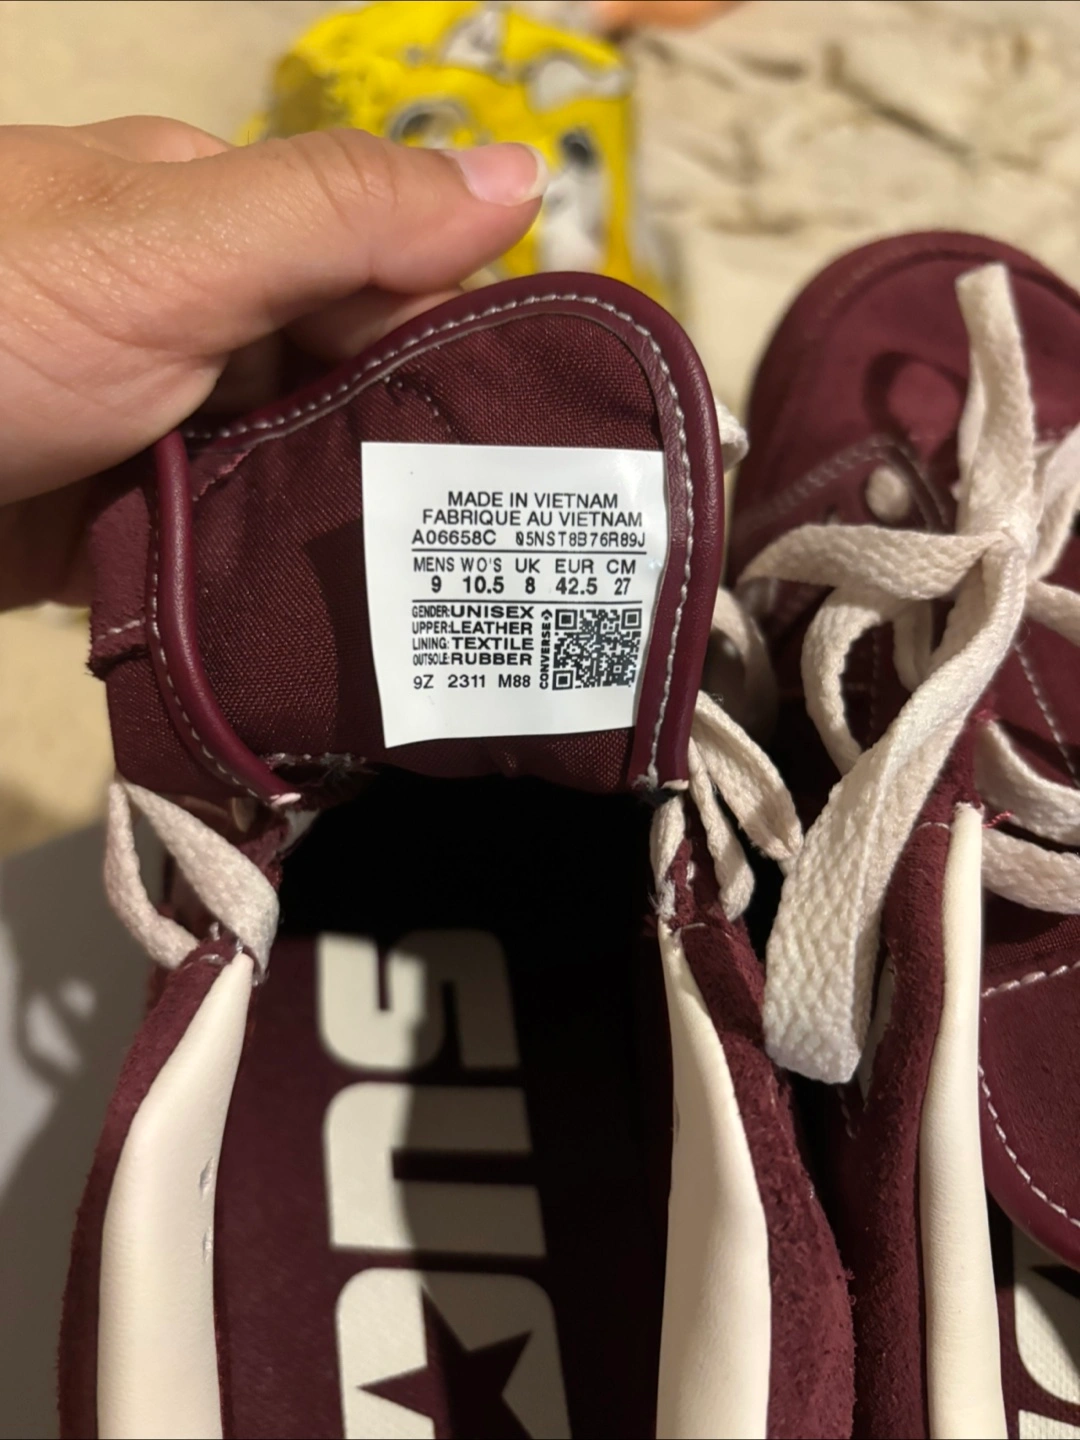 MADE IN VIETNAM
FABRIQUE AU VIETNAM
A06658C 05NST8B76R89J
MENS WO'S UK EUR CM
9 10.5 8 42.5 27
GENDER:UNISEX
UPPER:LEATHER
LINING:TEXTILE
OUTSOLE:RUBBER
CONVERSE
9Z 2311 M88